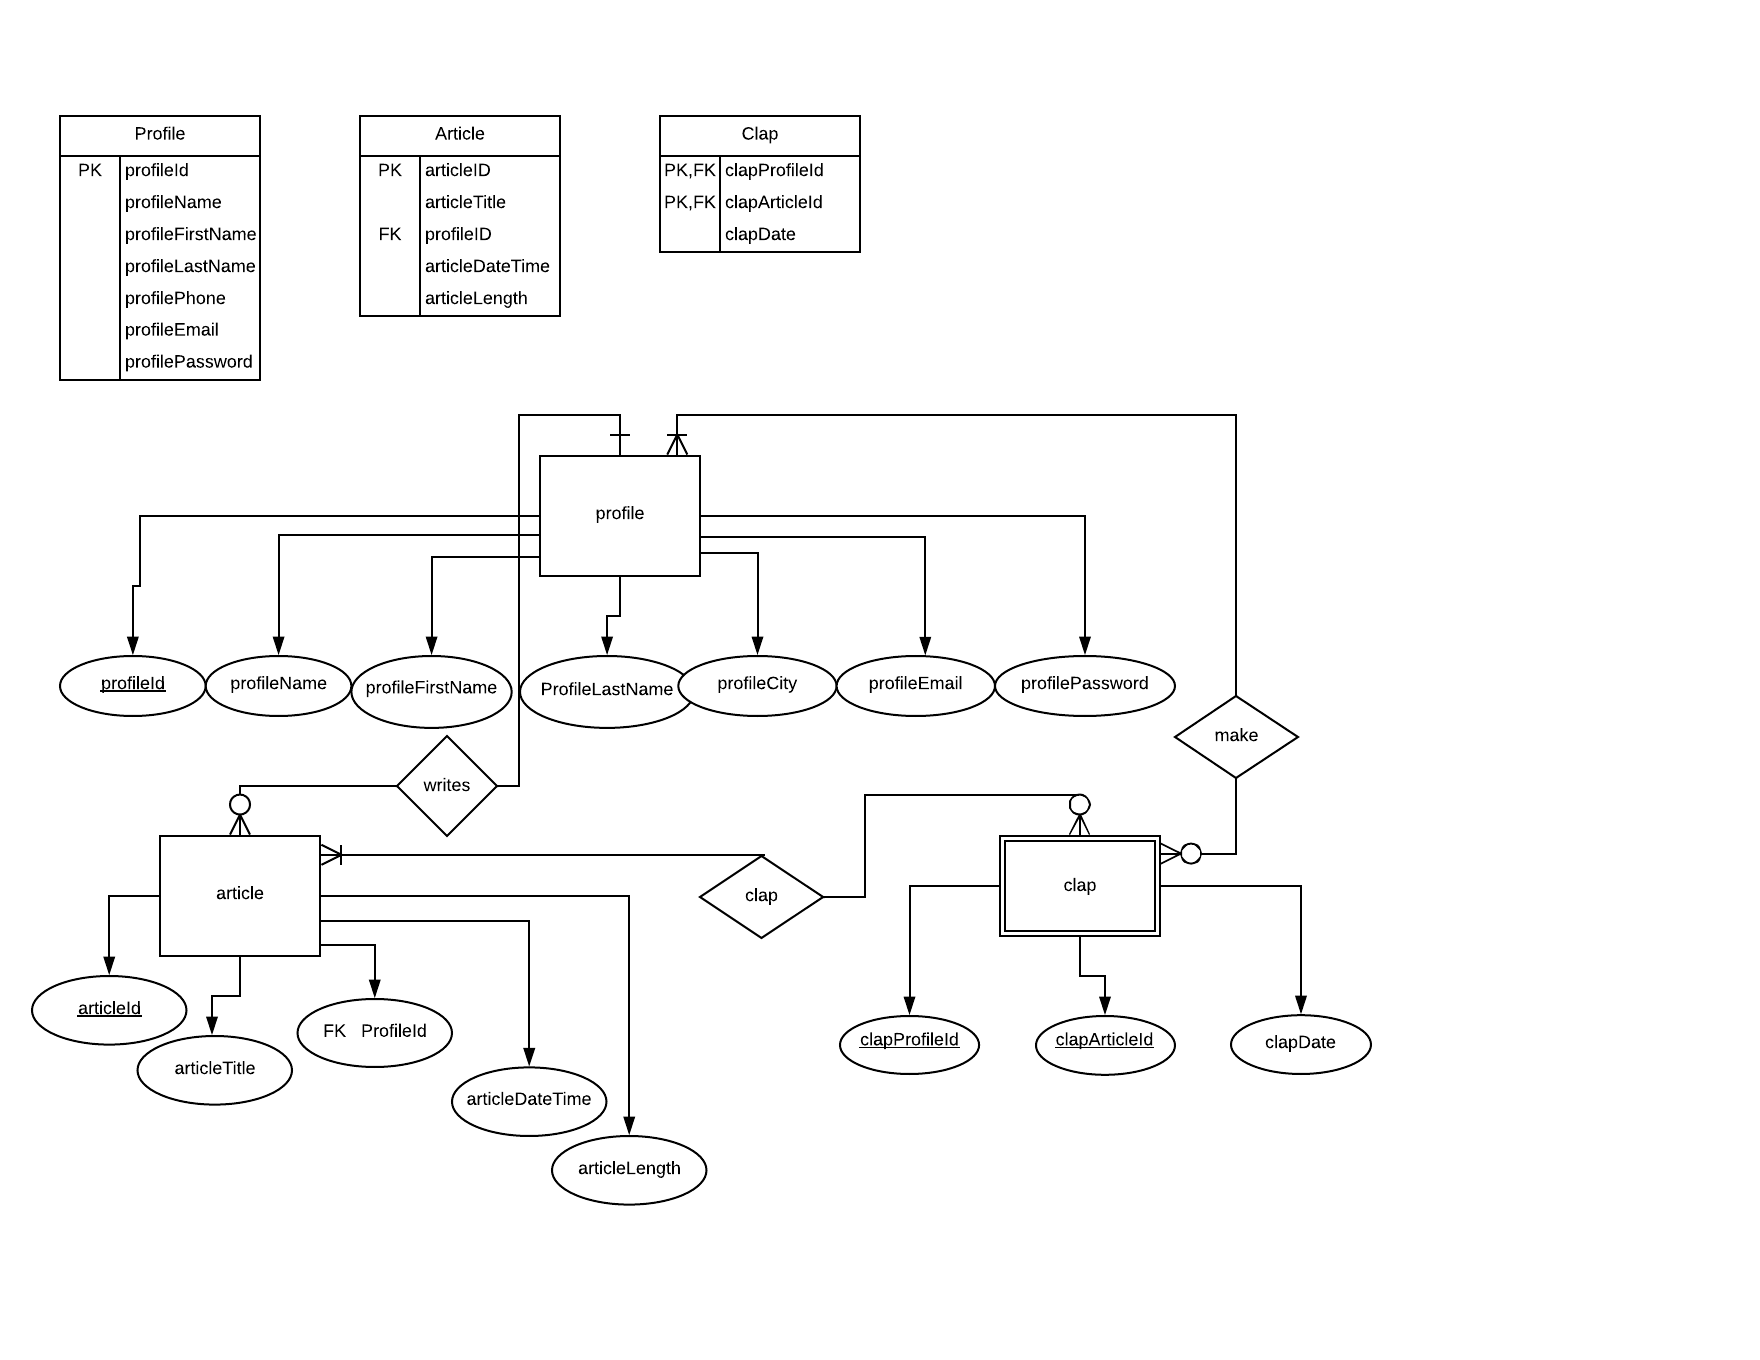 Profile
PK profileId
profileName
profileFirstName
profileLastName
profilePhone
profileEmail
profilePassword
Article
PK articleID
articleTitle
FK profileID
articleDateTime
articleLength
Clap
PK,FK clapProfileId
PK,FK clapArticleId
clapDate
profile
profileId
profileName
profileFirstName
ProfileLastName
profileCity
profileEmail
profilePassword
make
writes
article
clap
clap
articleId
articleTitle
FK ProfileId
articleDateTime
articleLength
clapProfileId
clapArticleId
clapDate